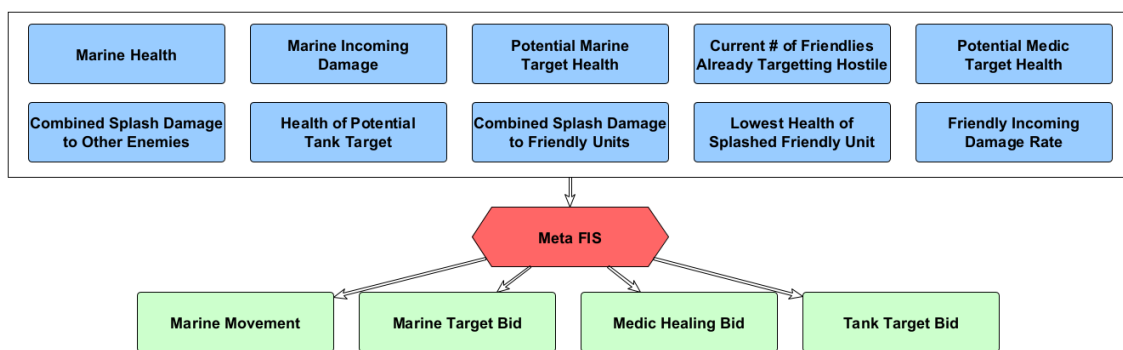 Marine Health
Marine Incoming
Damage
Potential Marine
Target Health
Current # of Friendlies
Already Targetting Hostile
Potential Medic
Target Health
Combined Splash Damage
to Other Enemies
Health of Potential
Tank Target
Combined Splash Damage
to Friendly Units
Lowest Health of
Splashed Friendly Unit
Friendly Incoming
Damage Rate
Meta FIS
Marine Movement
Marine Target Bid
Medic Healing Bid
Tank Target Bid